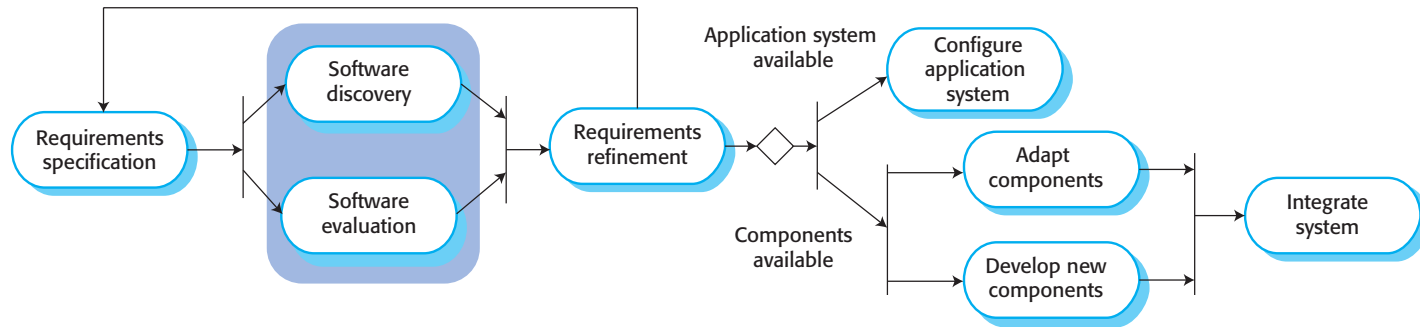 Requirements
specification
Software
discovery
Software
evaluation
Requirements
refinement
Application system
available
Configure
application
system
Components
available
Adapt
components
Develop new
components
Integrate
system